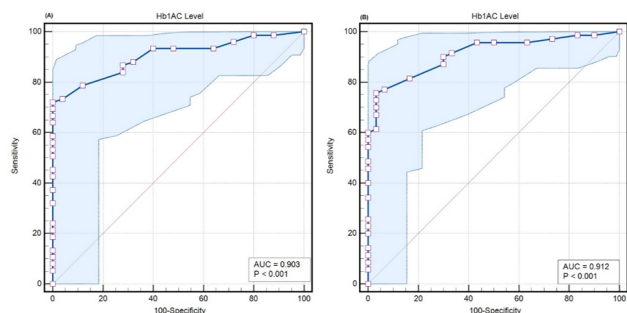 (A) Hb1AC Level
100
80
60
40
20
0
Sensitivity
0 20 40 60 80 100
100-Specificity
AUC = 0.903
P < 0.001
(B) Hb1AC Level
100
80
60
40
20
0
Sensitivity
0 20 40 60 80 100
100-Specificity
AUC = 0.912
P < 0.001